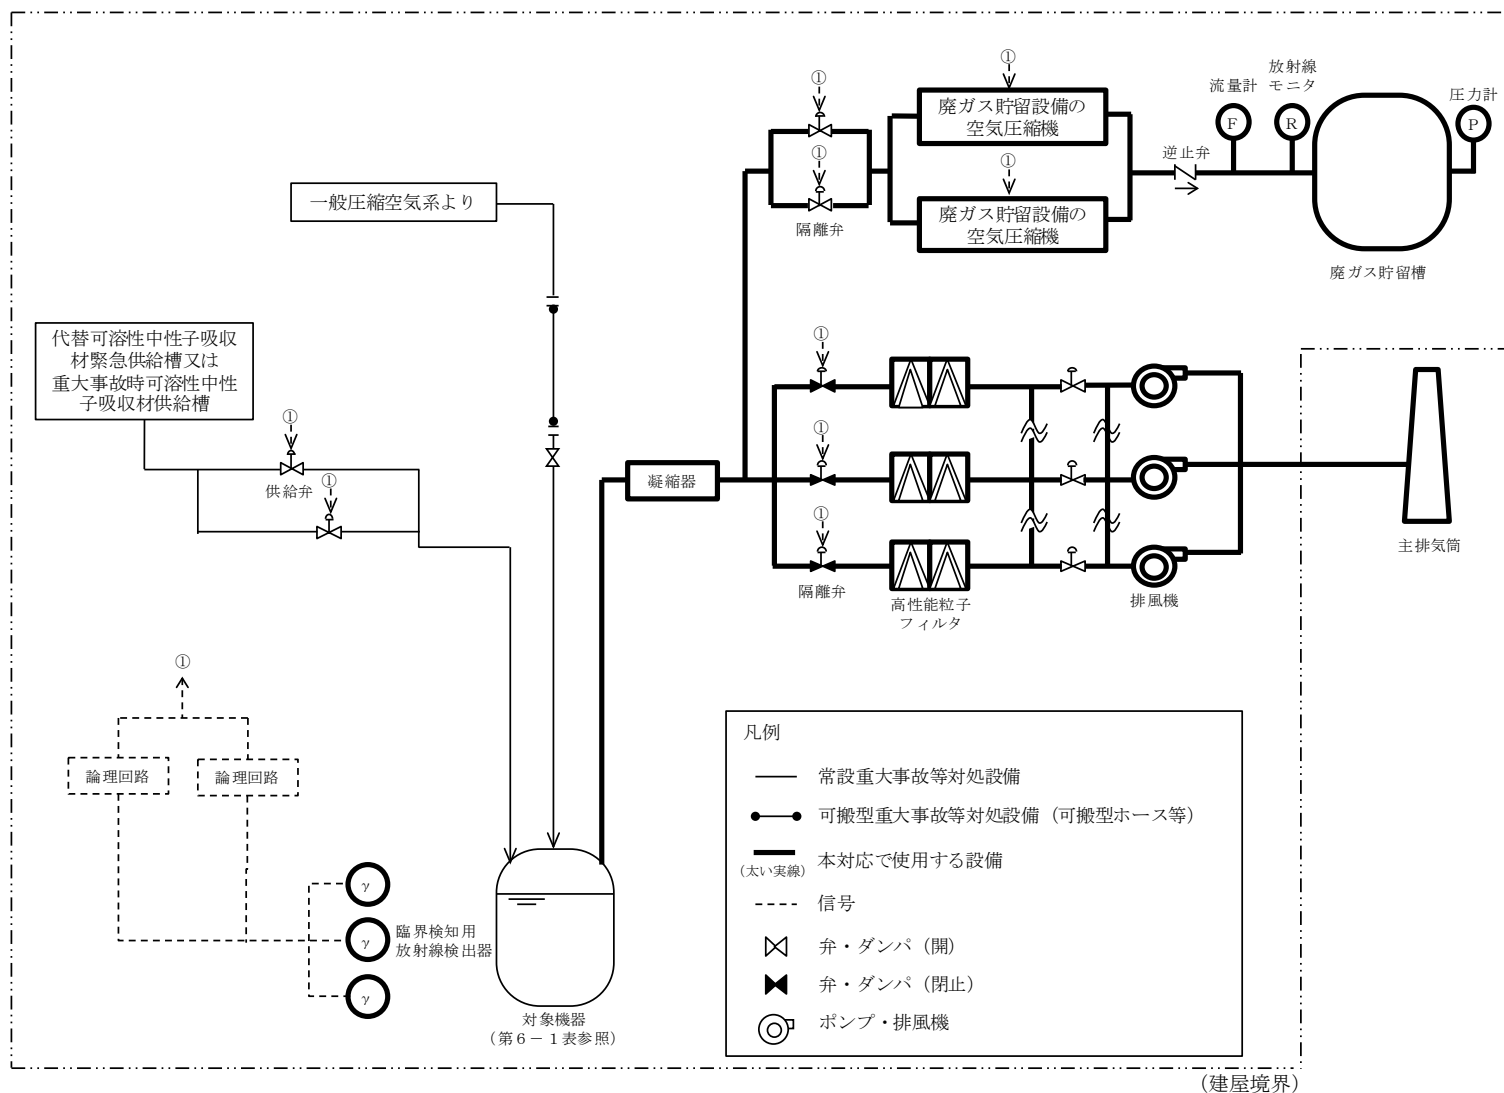 ①
①
放射線
流量計
モニタ
圧力計
廃ガス貯留設備の
空気圧縮機
F
R
P
①
①
逆止弁
廃ガス貯留設備の
空気圧縮機
隔離弁
廃ガス貯留槽
一般圧縮空気系より
代替可溶性中性子吸収
材緊急供給槽又は
重大事故時可溶性中性
子吸収材供給槽
①
①
①
供給弁
①
凝縮器
①
隔離弁
高性能粒子
フィルタ
排風機
主排気筒
①
論理回路
論理回路
γ
γ
γ
臨界検知用
放射線検出器
対象機器
（第６－１表参照）
凡例
常設重大事故等対処設備
可搬型重大事故等対処設備（可搬型ホース等）
本対応で使用する設備
（太い実線）
信号
弁・ダンパ（開）
弁・ダンパ（閉止）
ポンプ・排風機
（建屋境界）